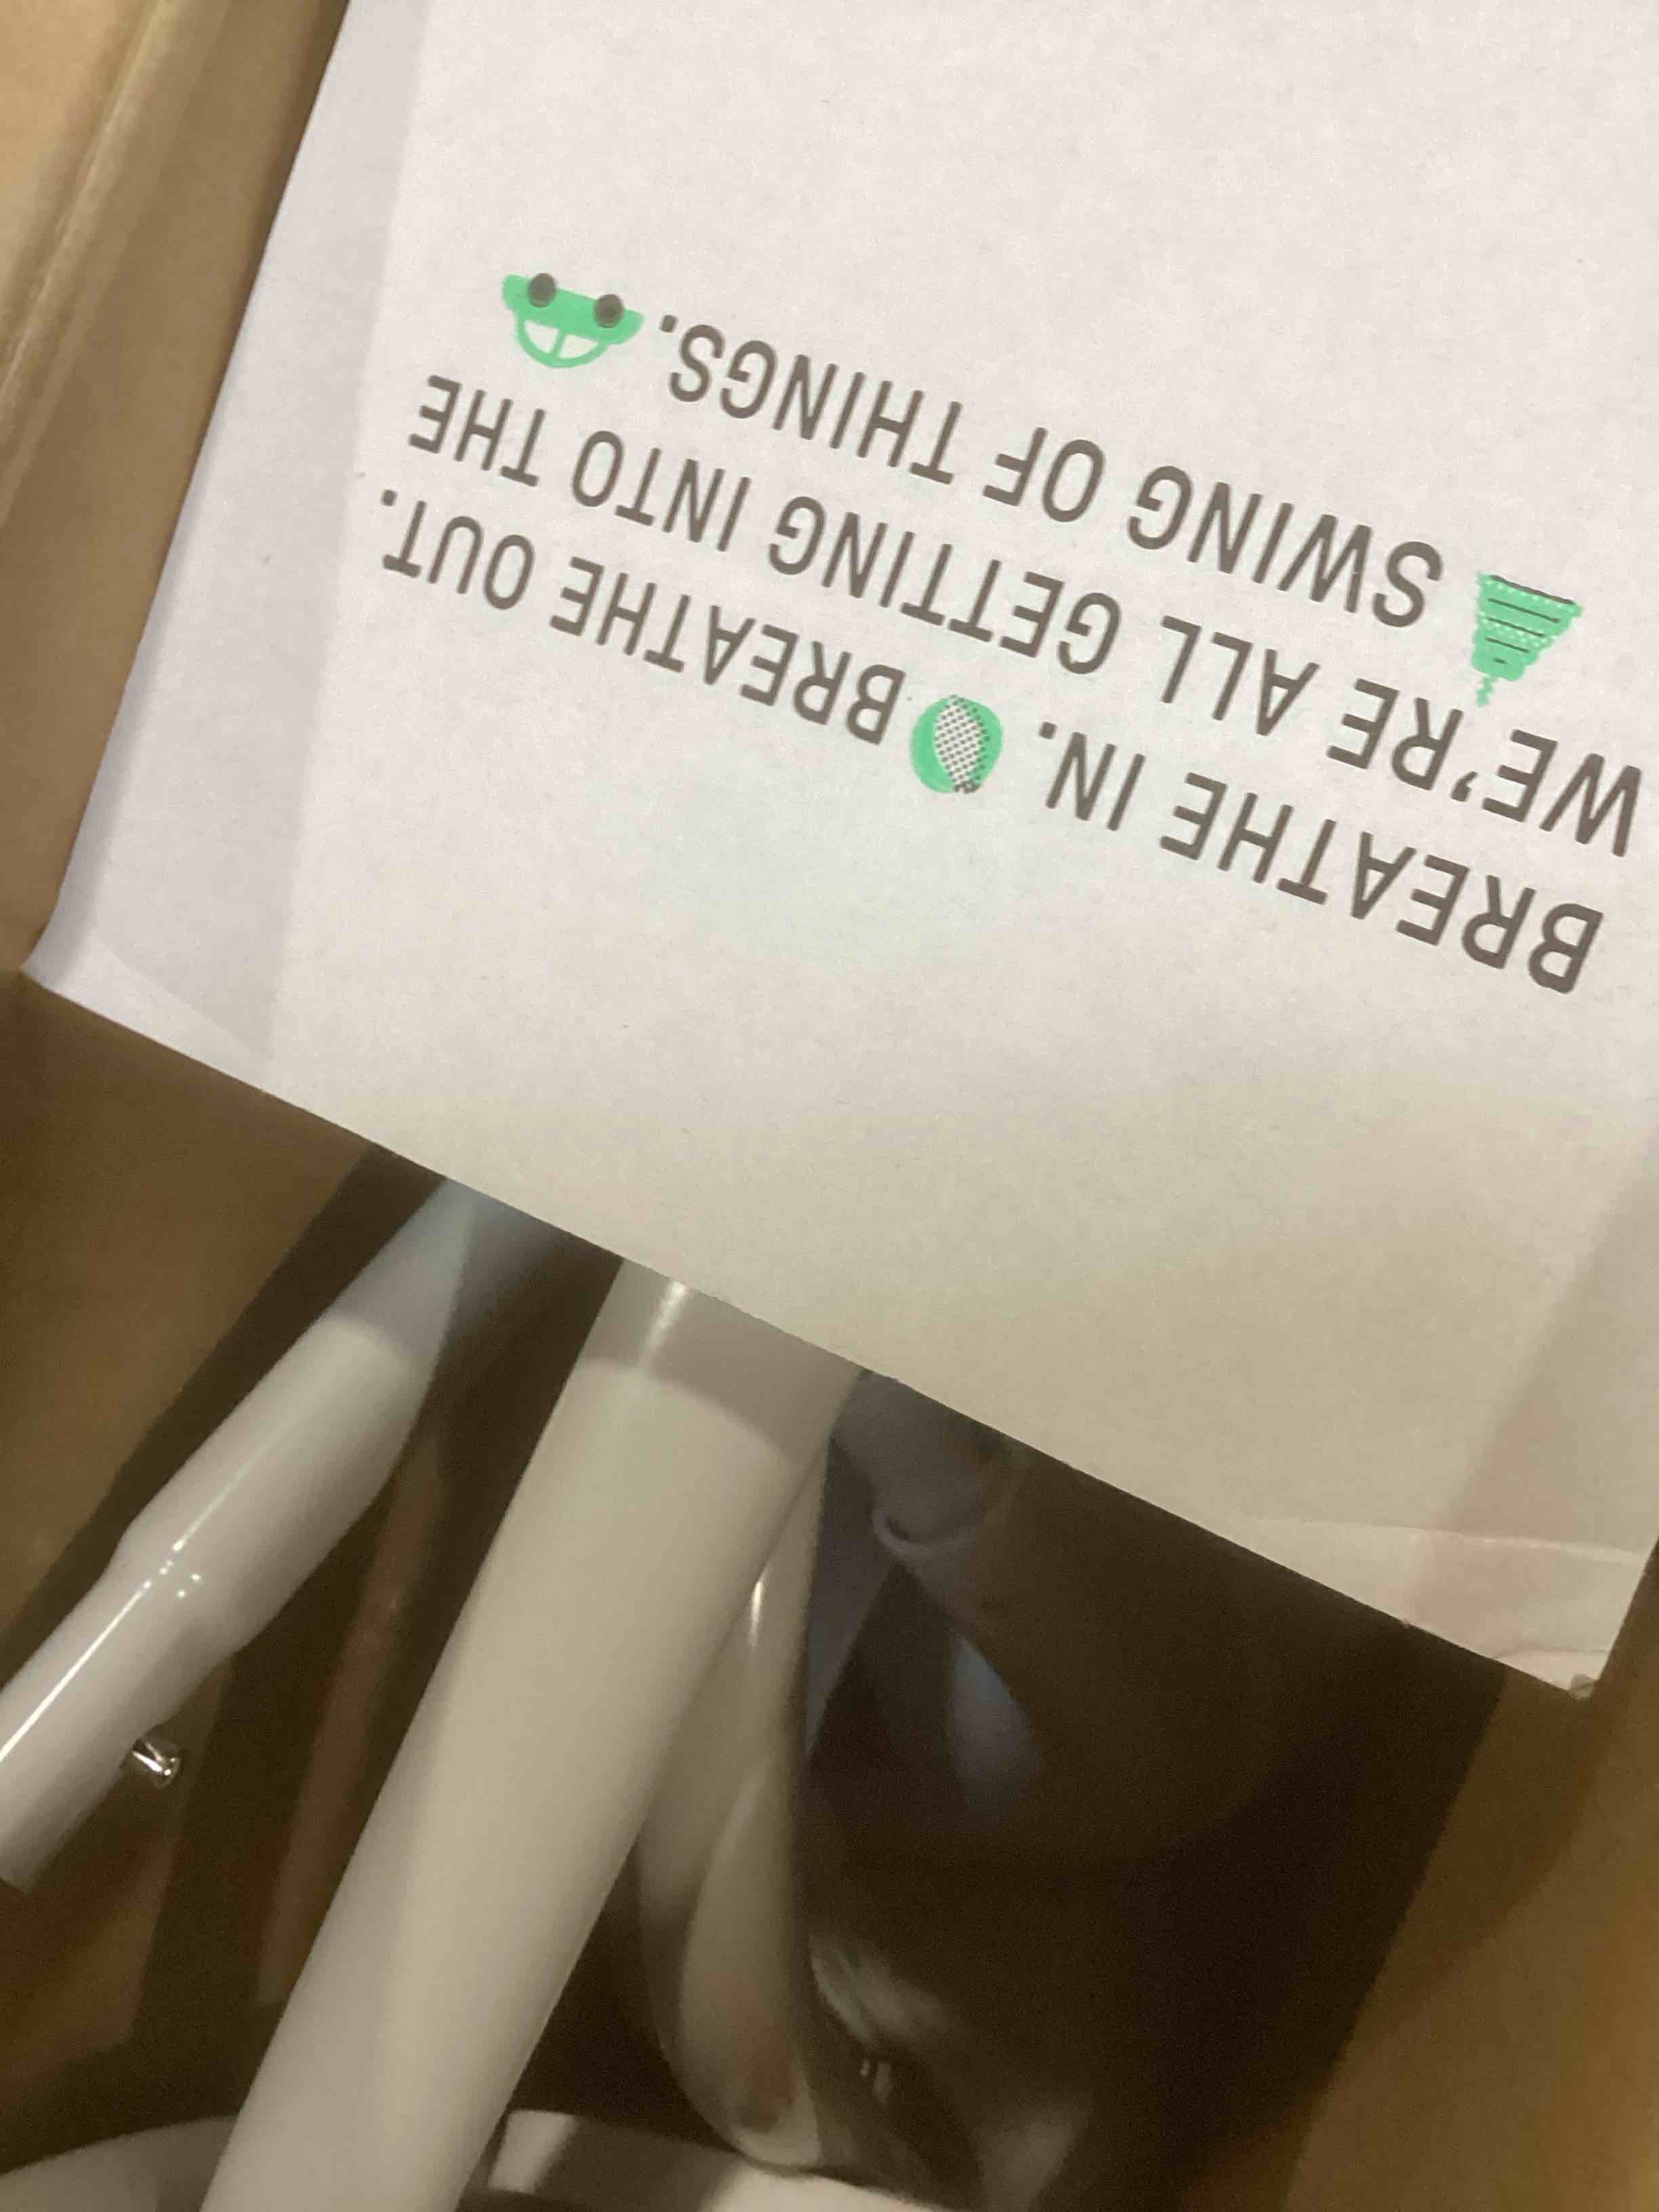 BREATHE IN. BREATHE OUT.
WE'RE ALL GETTING INTO THE
SWING OF THINGS.